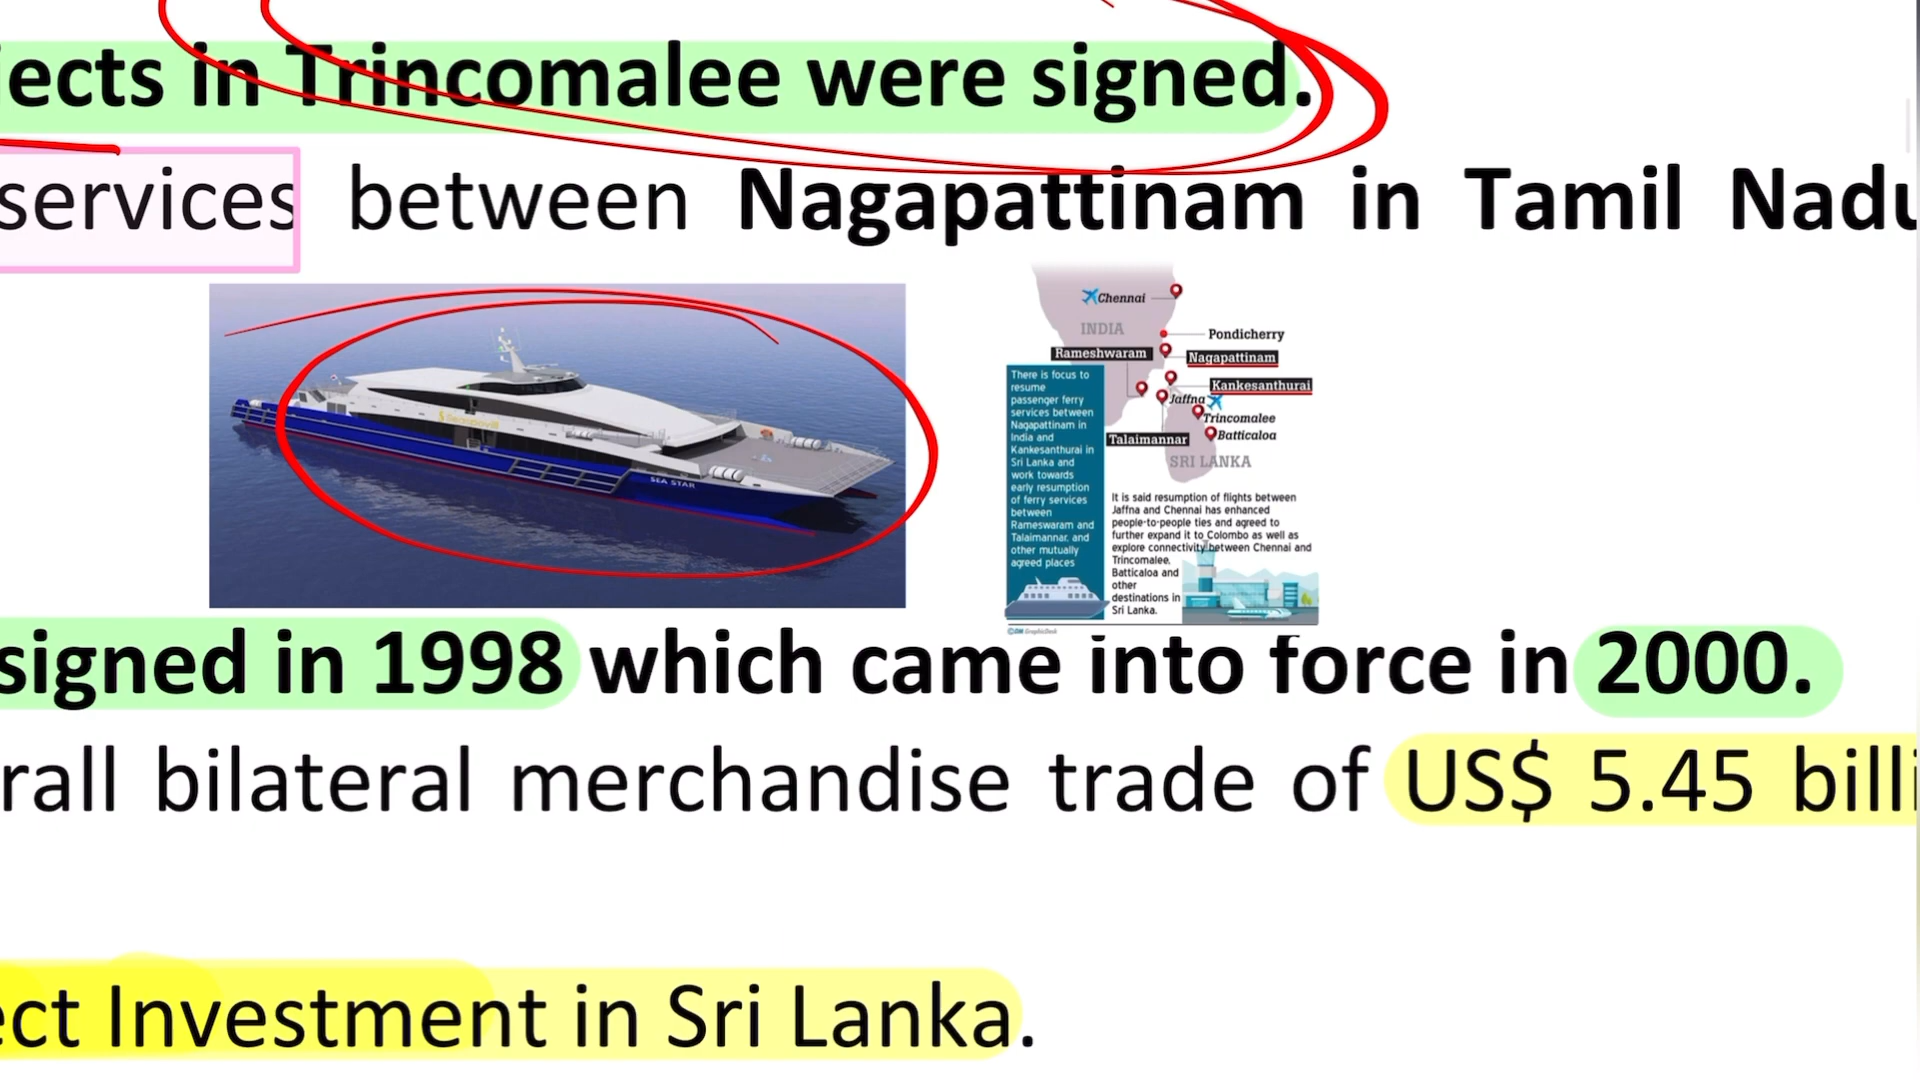 jects in Trincomalee were signed.
services between Nagapattinam in Tamil Nadu
SEA STAR
Chennai
INDIA
Pondicherry
Rameshwaram
Nagapattinam
Kankesanthurai
Jaffna
Trincomalee
Batticaloa
Talaimannar
SRI LANKA
There is focus to
resume
passenger ferry
services between
Nagapattinam in
India and
Kankesanthurai in
Sri Lanka and
work towards
early resumption
of ferry services
between
Rameswaram and
Talaimannar, and
other mutually
agreed places
It is said resumption of flights between
Jaffna and Chennai has enhanced
people-to-people ties and agreed to
further expand it to Colombo as well as
explore connectivity between Chennai and
Trincomalee,
Batticaloa and
other
destinations in
Sri Lanka.
signed in 1998 which came into force in 2000.
rall bilateral merchandise trade of US$ 5.45 billi
ect Investment in Sri Lanka.